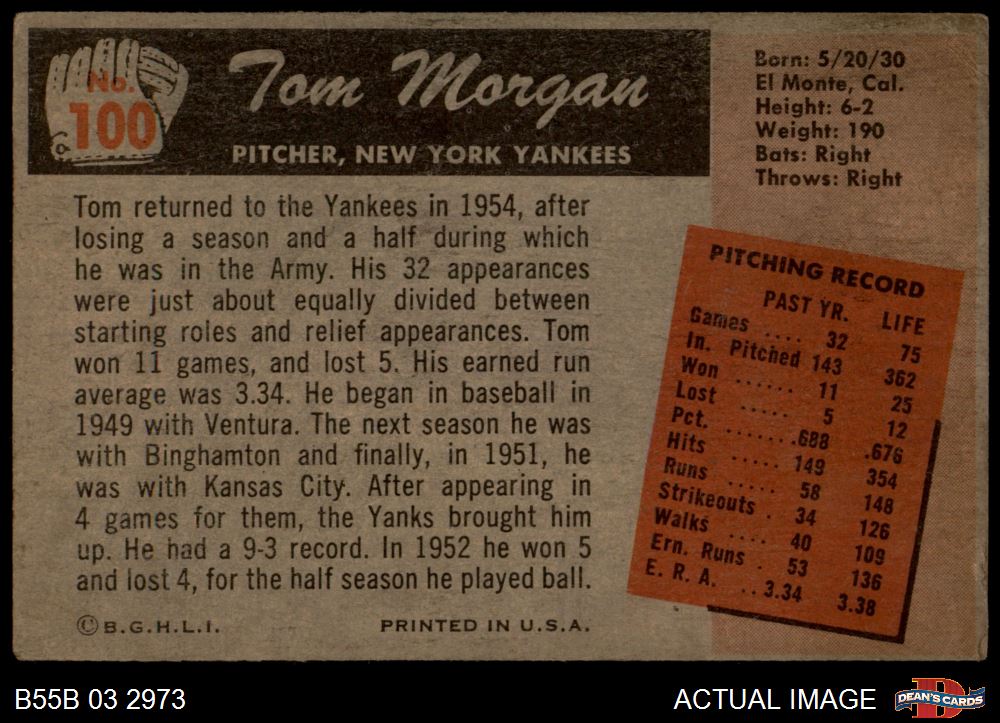 No.
100
Tom Morgan
PITCHER, NEW YORK YANKEES
Born: 5/20/30
El Monte, Cal.
Height: 6-2
Weight: 190
Bats: Right
Throws: Right
Tom returned to the Yankees in 1954, after
losing a season and a half during which
he was in the Army. His 32 appearances
were just about equally divided between
starting roles and relief appearances. Tom
won 11 games, and lost 5. His earned run
average was 3.34. He began in baseball in
1949 with Ventura. The next season he was
with Binghamton and finally, in 1951, he
was with Kansas City. After appearing in
4 games for them, the Yanks brought him
up. He had a 9-3 record. In 1952 he won 5
and lost 4, for the half season he played ball.
©B.G.H.L.I. PRINTED IN U.S.A.
PITCHING RECORD
PAST YR. LIFE
Games .... 32 75
In. Pitched 143 362
Won ...... 11 25
Lost ..... 5 12
Pct. .......688 .676
Hits ..... 149 354
Runs ..... 58 148
Strikeouts . 34 126
Walks .... 40 109
Ern. Runs . 53 136
E. R. A. ..3.34 3.38
B55B 03 2973 ACTUAL IMAGE
DEAN'S CARDS